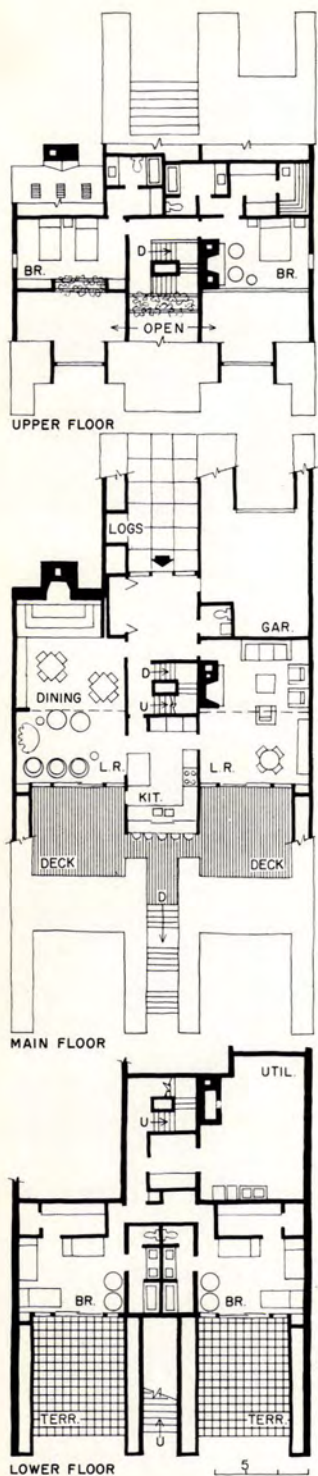 D
BR.
BR.
← OPEN →
UPPER FLOOR
LOGS
GAR.
D
DINING
U
L.R.
L.R.
KIT.
DECK
DECK
D
MAIN FLOOR
UTIL.
U
BR.
BR.
TERR.
TERR.
U
LOWER FLOOR
5